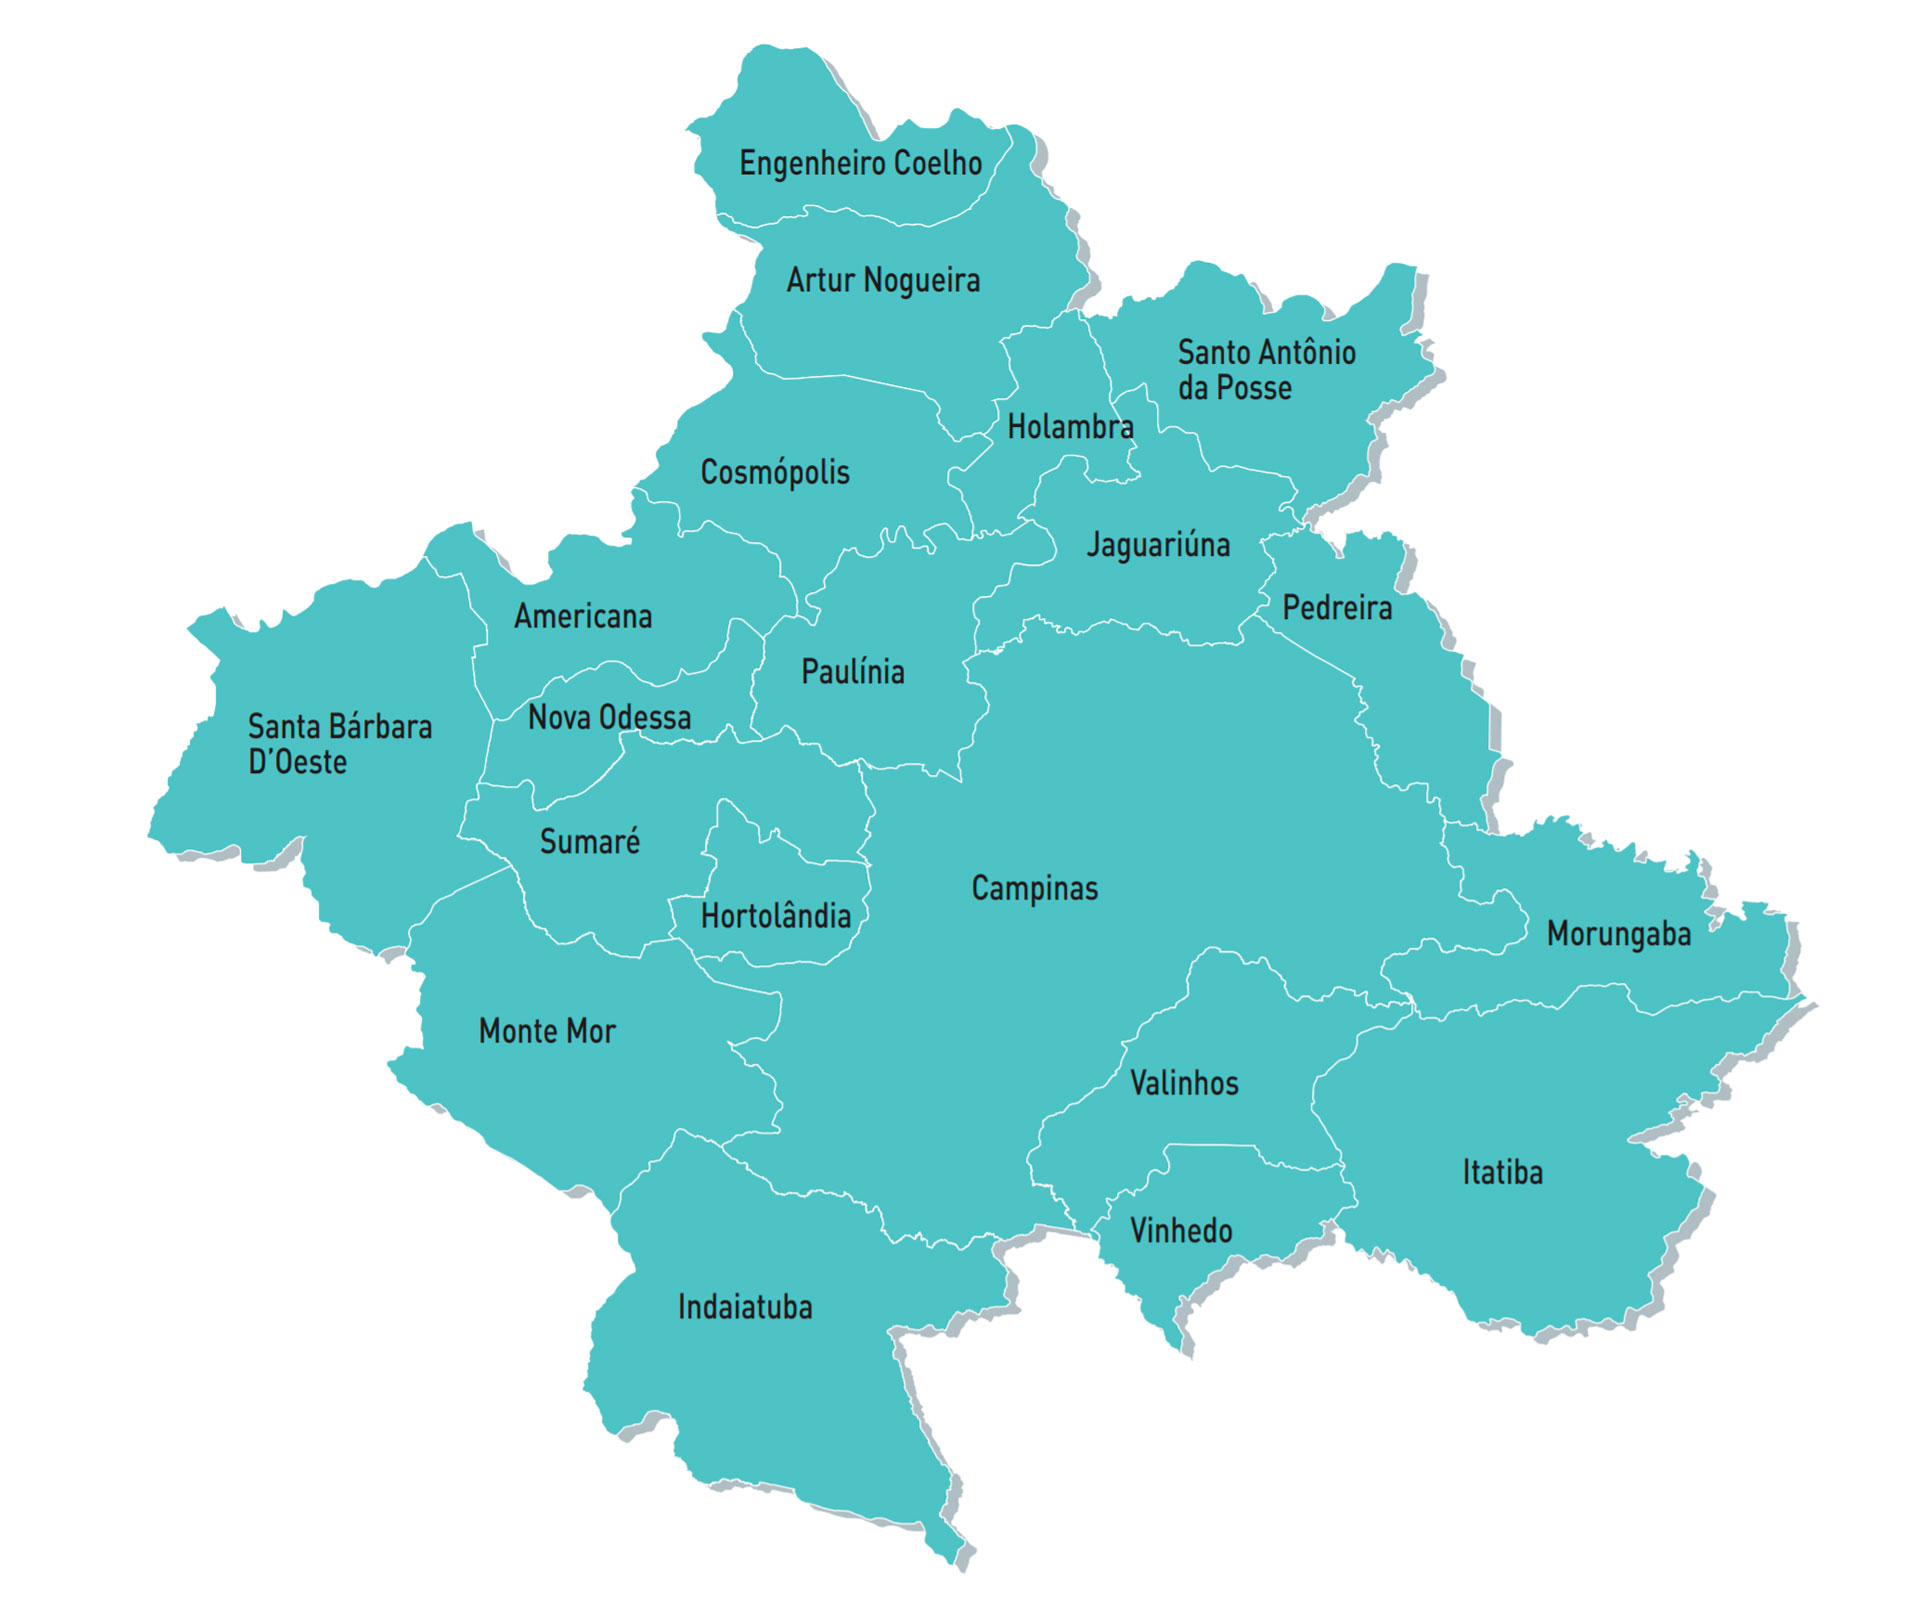 Engenheiro Coelho
Artur Nogueira
Santo Antônio
da Posse
Holambra
Cosmópolis
Jaguariúna
Pedreira
Americana
Paulínia
Nova Odessa
Santa Bárbara
D'Oeste
Sumaré
Campinas
Hortolândia
Morungaba
Monte Mor
Valinhos
Itatiba
Vinhedo
Indaiatuba